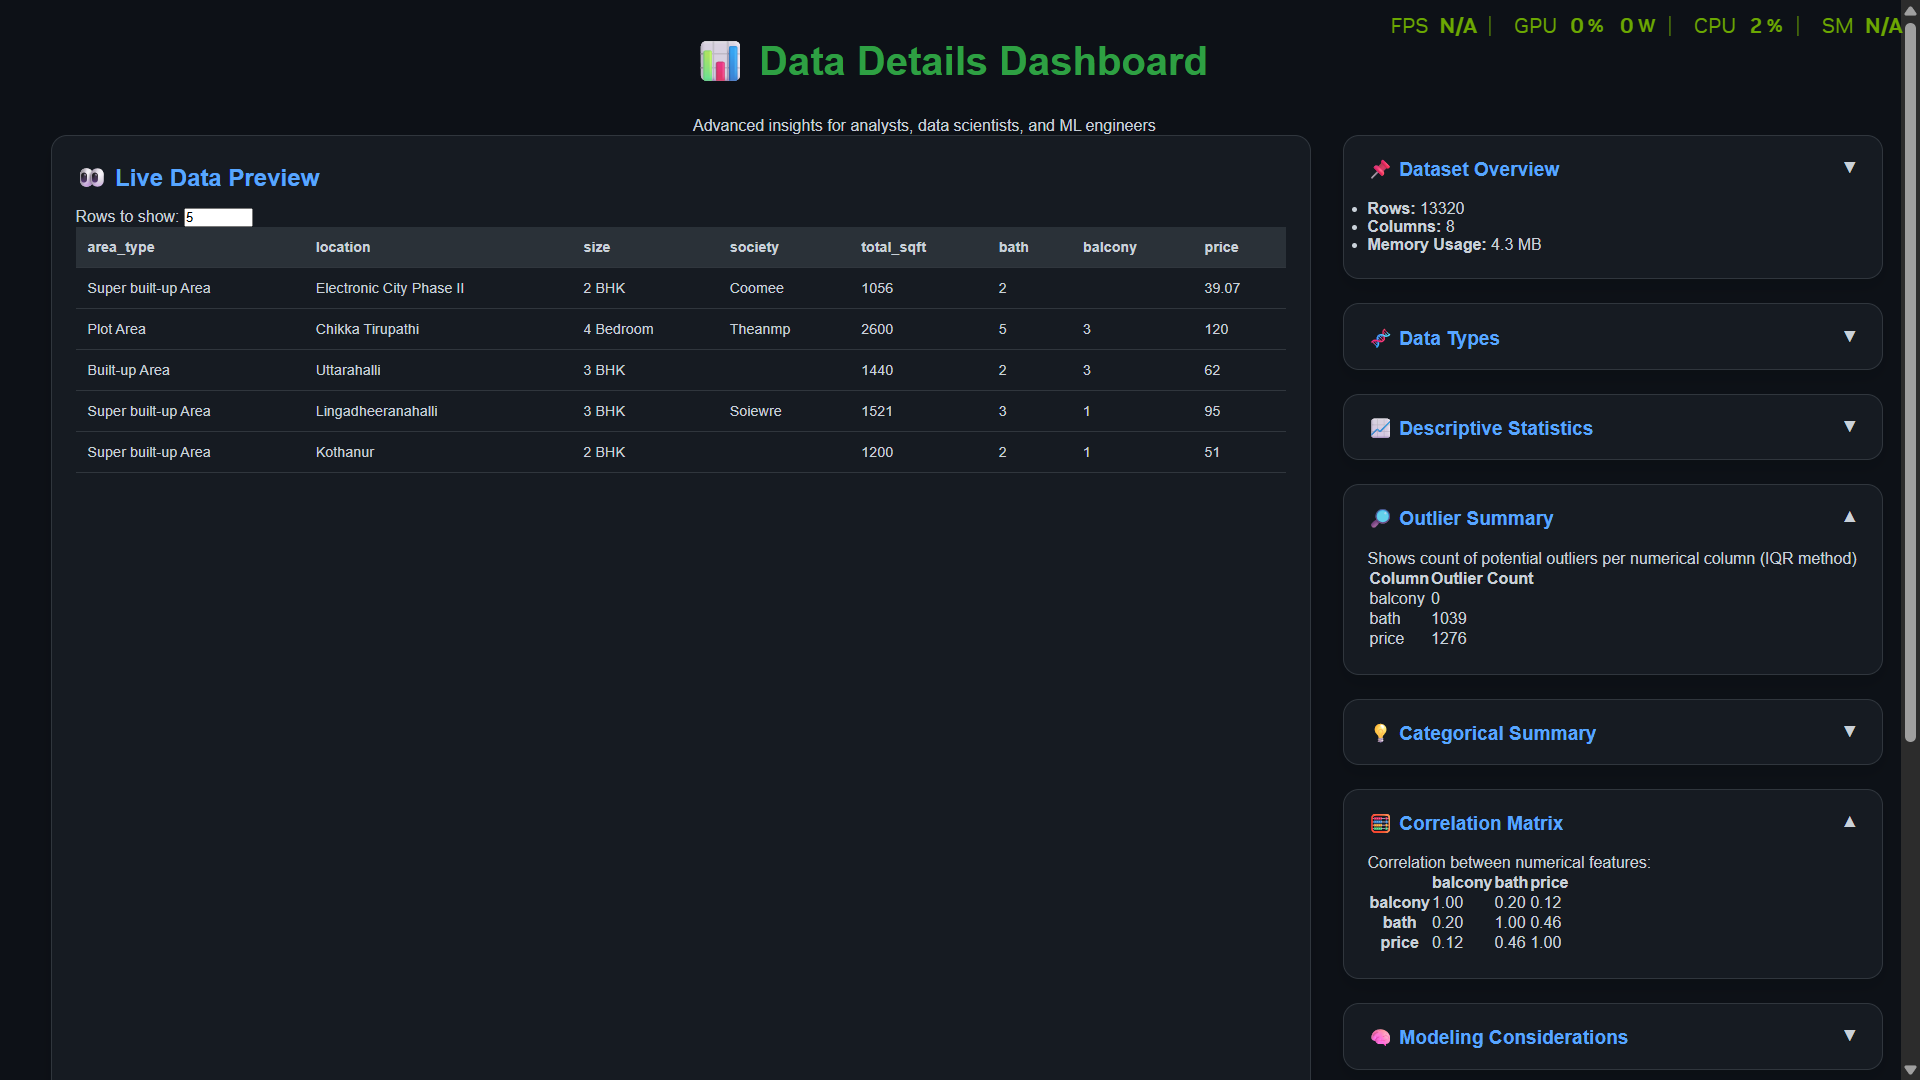 FPS N/A | GPU 0 % 0 W | CPU 2 % | SM N/A
Data Details Dashboard
Advanced insights for analysts, data scientists, and ML engineers
Live Data Preview
Rows to show: 5
area_type location size society total_sqft bath balcony price
Super built-up Area Electronic City Phase II 2 BHK Coomee 1056 2 39.07
Plot Area Chikka Tirupathi 4 Bedroom Theanmp 2600 5 3 120
Built-up Area Uttarahalli 3 BHK 1440 2 3 62
Super built-up Area Lingadheeranahalli 3 BHK Soiewre 1521 3 1 95
Super built-up Area Kothanur 2 BHK 1200 2 1 51
Dataset Overview ▼
• Rows: 13320
• Columns: 8
• Memory Usage: 4.3 MB
Data Types ▼
Descriptive Statistics ▼
Outlier Summary ▲
Shows count of potential outliers per numerical column (IQR method)
Column Outlier Count
balcony 0
bath 1039
price 1276
Categorical Summary ▼
Correlation Matrix ▲
Correlation between numerical features:
balcony bath price
balcony 1.00 0.20 0.12
bath 0.20 1.00 0.46
price 0.12 0.46 1.00
Modeling Considerations ▼